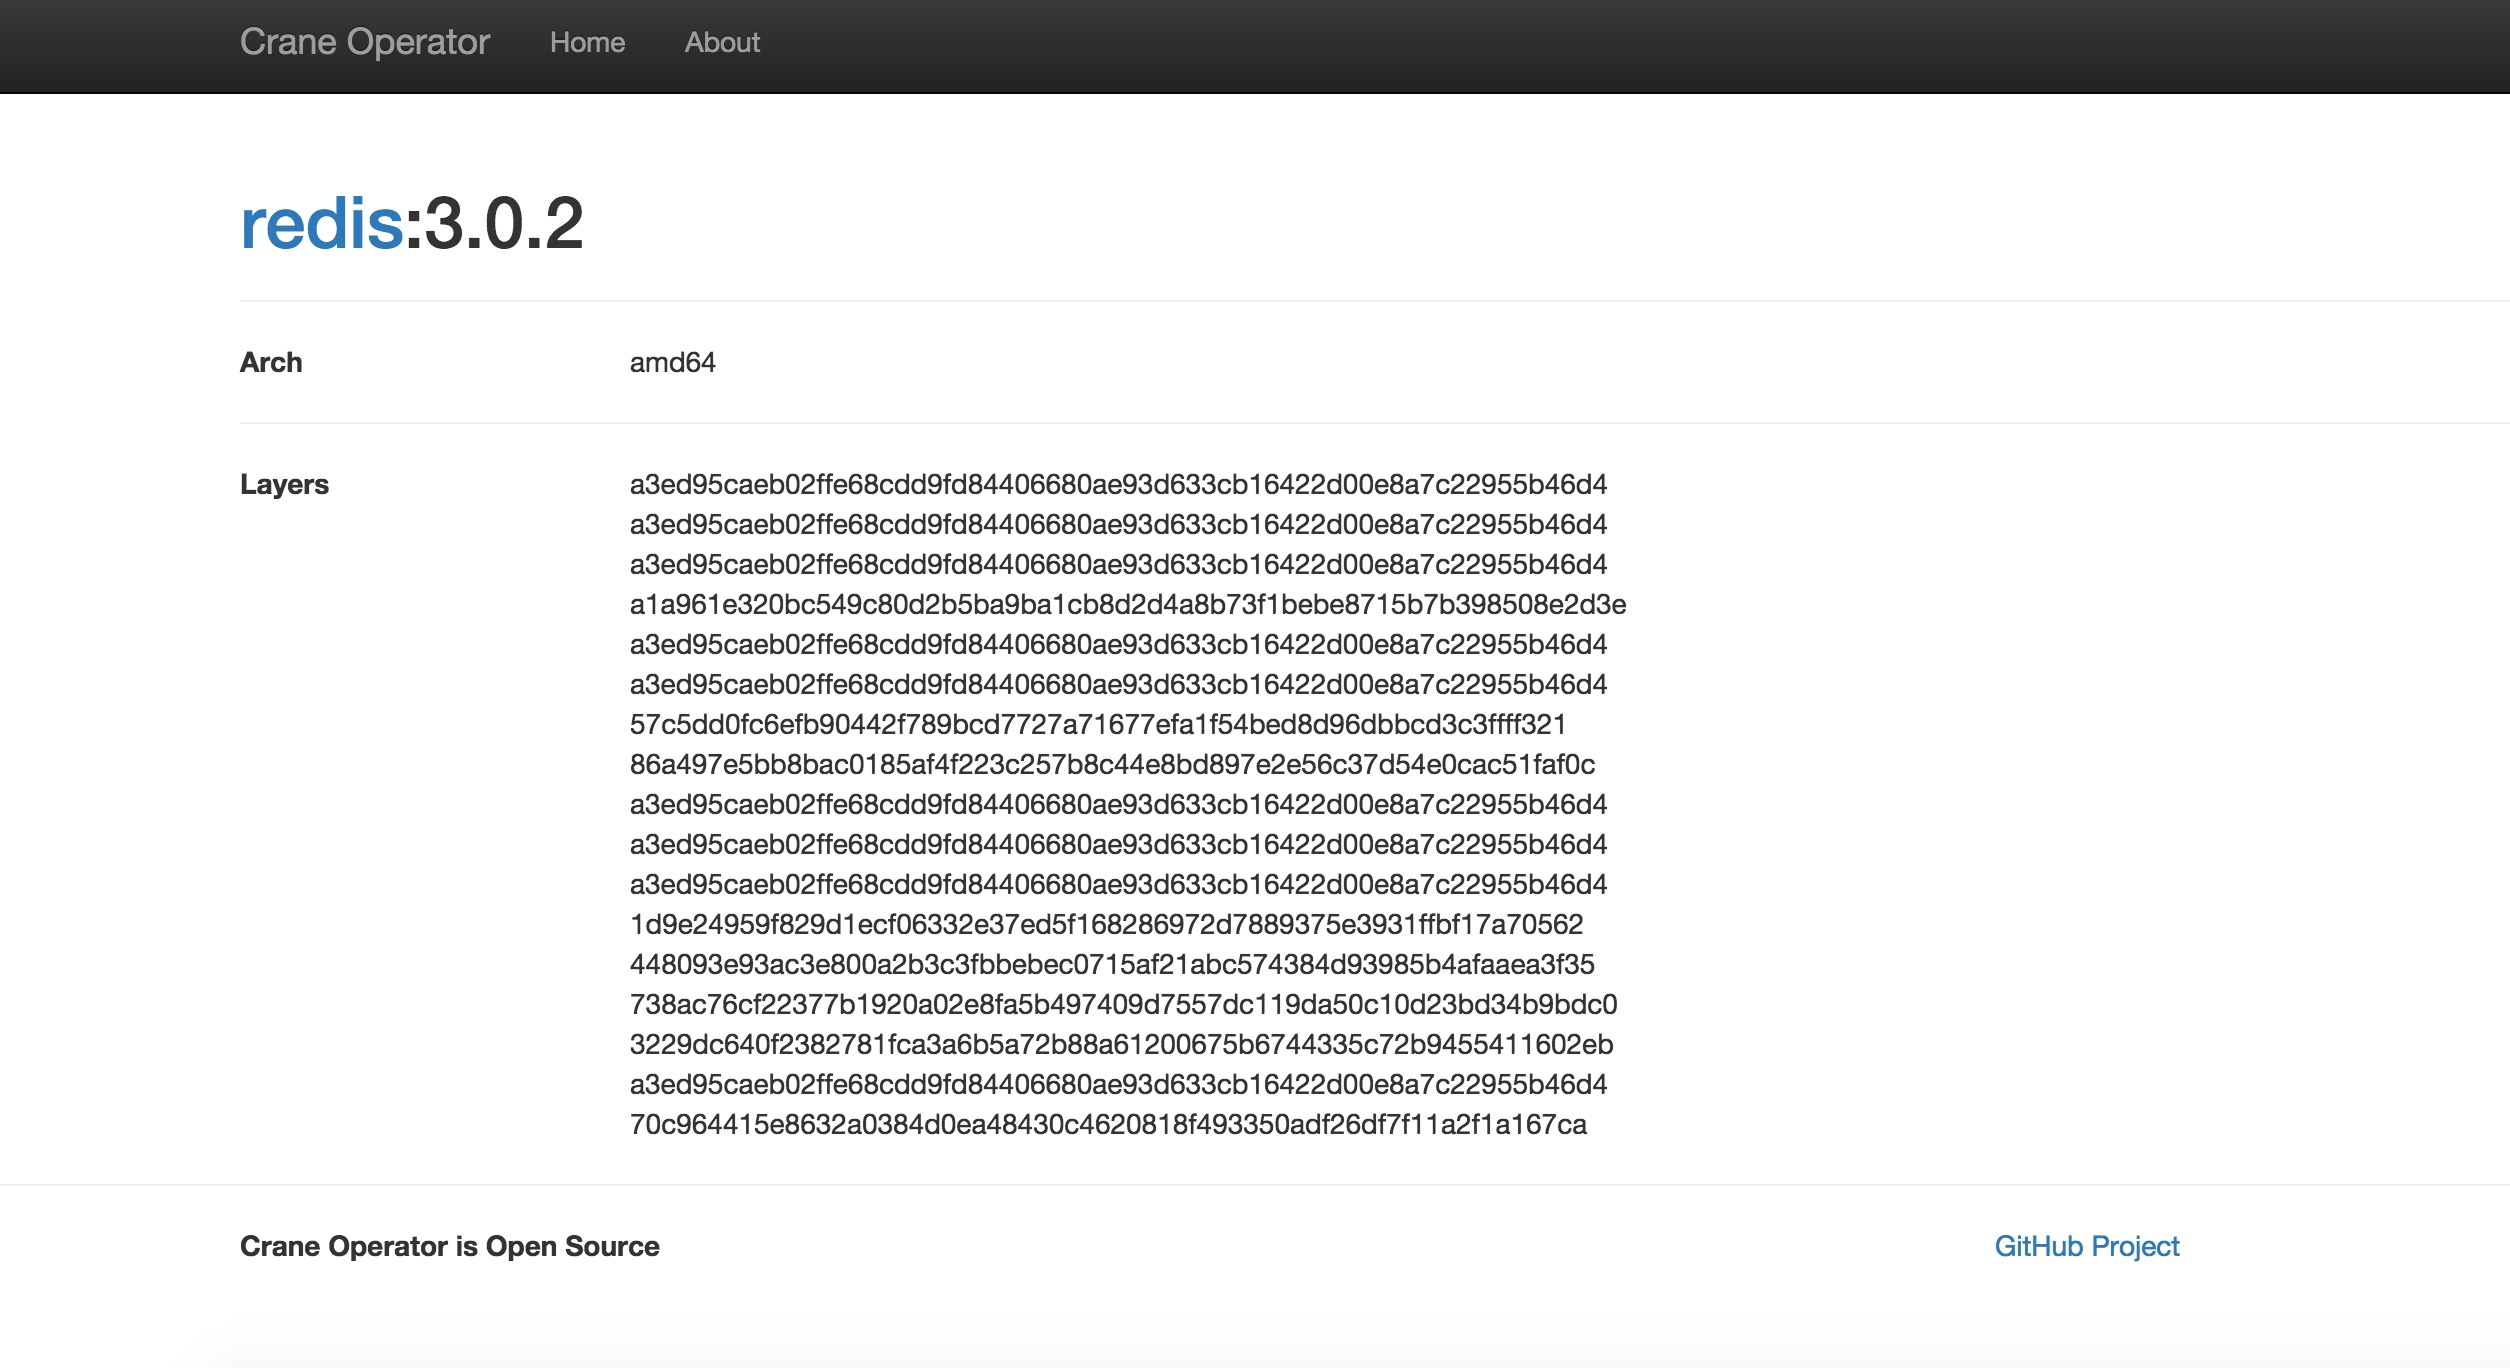 Crane Operator Home About
redis:3.0.2
Arch amd64
Layers a3ed95caeb02ffe68cdd9fd84406680ae93d633cb16422d00e8a7c22955b46d4
a3ed95caeb02ffe68cdd9fd84406680ae93d633cb16422d00e8a7c22955b46d4
a3ed95caeb02ffe68cdd9fd84406680ae93d633cb16422d00e8a7c22955b46d4
a1a961e320bc549c80d2b5ba9ba1cb8d2d4a8b73f1bebe8715b7b398508e2d3e
a3ed95caeb02ffe68cdd9fd84406680ae93d633cb16422d00e8a7c22955b46d4
a3ed95caeb02ffe68cdd9fd84406680ae93d633cb16422d00e8a7c22955b46d4
57c5dd0fc6efb90442f789bcd7727a71677efa1f54bed8d96dbbcd3c3ffff321
86a497e5bb8bac0185af4f223c257b8c44e8bd897e2e56c37d54e0cac51faf0c
a3ed95caeb02ffe68cdd9fd84406680ae93d633cb16422d00e8a7c22955b46d4
a3ed95caeb02ffe68cdd9fd84406680ae93d633cb16422d00e8a7c22955b46d4
a3ed95caeb02ffe68cdd9fd84406680ae93d633cb16422d00e8a7c22955b46d4
1d9e24959f829d1ecf06332e37ed5f168286972d7889375e3931ffbf17a70562
448093e93ac3e800a2b3c3fbbebec0715af21abc574384d93985b4afaaea3f35
738ac76cf22377b1920a02e8fa5b497409d7557dc119da50c10d23bd34b9bdc0
3229dc640f2382781fca3a6b5a72b88a61200675b6744335c72b9455411602eb
a3ed95caeb02ffe68cdd9fd84406680ae93d633cb16422d00e8a7c22955b46d4
70c964415e8632a0384d0ea48430c4620818f493350adf26df7f11a2f1a167ca
Crane Operator is Open Source GitHub Project